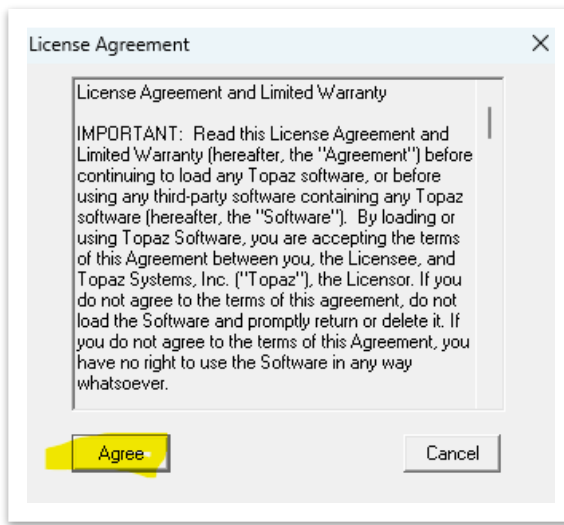 License Agreement
License Agreement and Limited Warranty
IMPORTANT:  Read this License Agreement and
Limited Warranty (hereafter, the "Agreement") before
continuing to load any Topaz software, or before
using any third-party software containing any Topaz
software (hereafter, the "Software").  By loading or
using Topaz Software, you are accepting the terms
of this Agreement between you, the Licensee, and
Topaz Systems, Inc. ("Topaz"), the Licensor. If you
do not agree to the terms of this agreement, do not
load the Software and promptly return or delete it. If
you do not agree to the terms of this Agreement, you
have no right to use the Software in any way
whatsoever.
Agree
Cancel